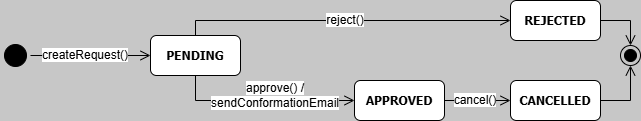 reject()
REJECTED
createRequest()
PENDING
approve() /
sendConformationEmail
APPROVED
cancel()
CANCELLED